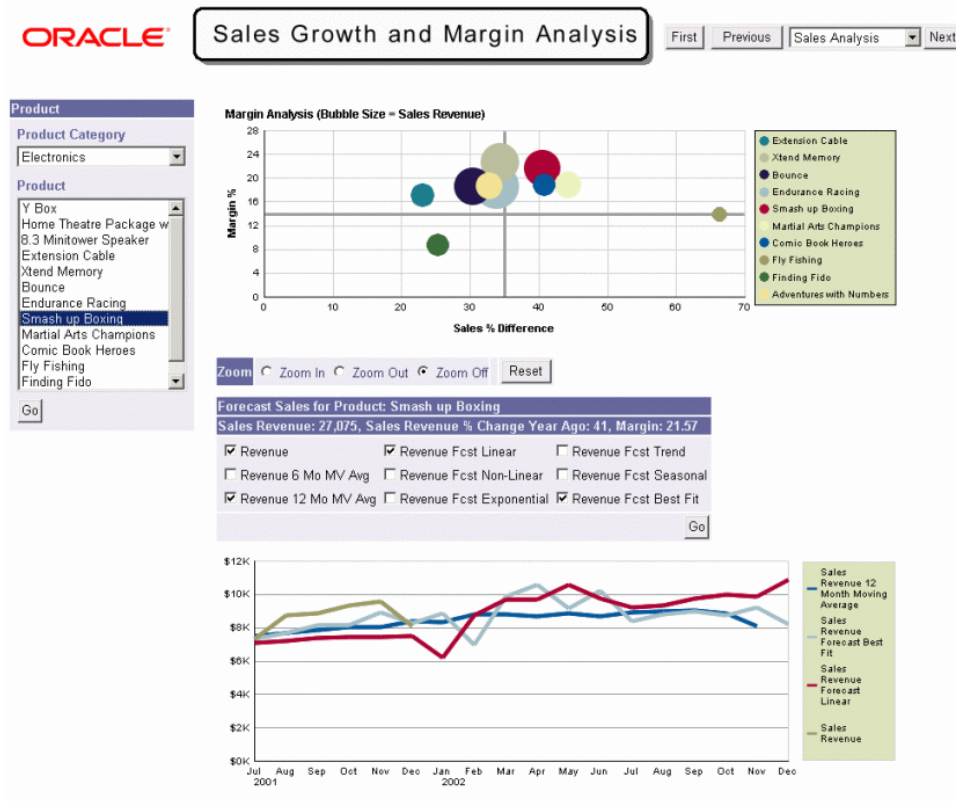 ORACLE
Sales Growth and Margin Analysis
First
Previous
Sales Analysis
Next
Product
Product Category
Electronics
Product
Y Box
Home Theatre Package w
8.3 Minitower Speaker
Extension Cable
Xtend Memory
Bounce
Endurance Racing
Smash up Boxing
Martial Arts Champions
Comic Book Heroes
Fly Fishing
Finding Fido
Go
Margin Analysis (Bubble Size = Sales Revenue)
28
24
20
16
12
8
4
0
Margin %
0 10 20 30 40 50 60 70
Sales % Difference
Extension Cable
Xtend Memory
Bounce
Endurance Racing
Smash up Boxing
Martial Arts Champions
Comic Book Heroes
Fly Fishing
Finding Fido
Adventures with Numbers
Zoom Zoom In Zoom Out Zoom Off Reset
Forecast Sales for Product: Smash up Boxing
Sales Revenue: 27,075, Sales Revenue % Change Year Ago: 41, Margin: 21.57
Revenue Revenue Fcst Linear Revenue Fcst Trend
Revenue 6 Mo MV Avg Revenue Fcst Non-Linear Revenue Fcst Seasonal
Revenue 12 Mo MV Avg Revenue Fcst Exponential Revenue Fcst Best Fit
Go
$12K
$10K
$8K
$6K
$4K
$2K
$0K
Jul Aug Sep Oct Nov Dec Jan Feb Mar Apr May Jun Jul Aug Sep Oct Nov Dec
2001 2002
Sales
Revenue 12
Month Moving
Average
Sales
Revenue
Forecast Best
Fit
Sales
Revenue
Forecast
Linear
Sales
Revenue